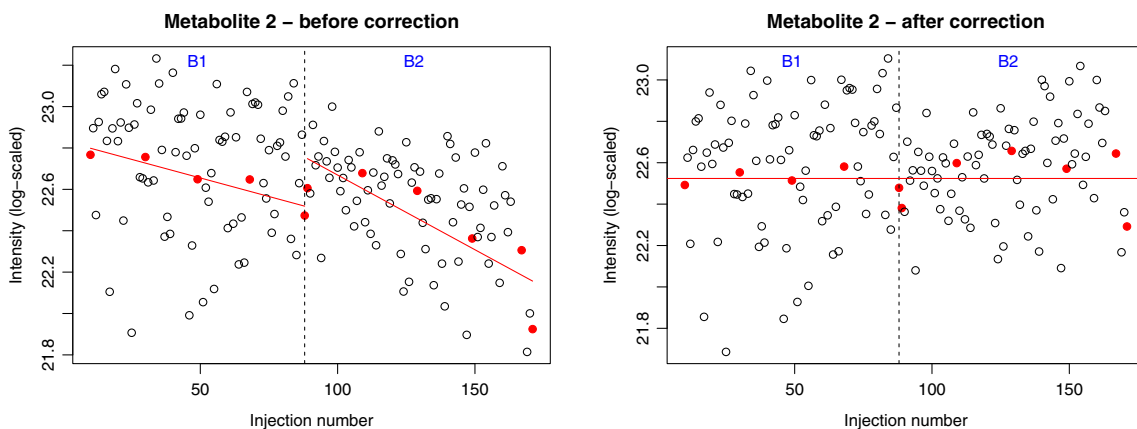 Metabolite 2 − before correction
B1
B2
Intensity (log−scaled)
21.8
22.2
22.6
23.0
50
100
150
Injection number
Metabolite 2 − after correction
B1
B2
Intensity (log−scaled)
21.8
22.2
22.6
23.0
50
100
150
Injection number